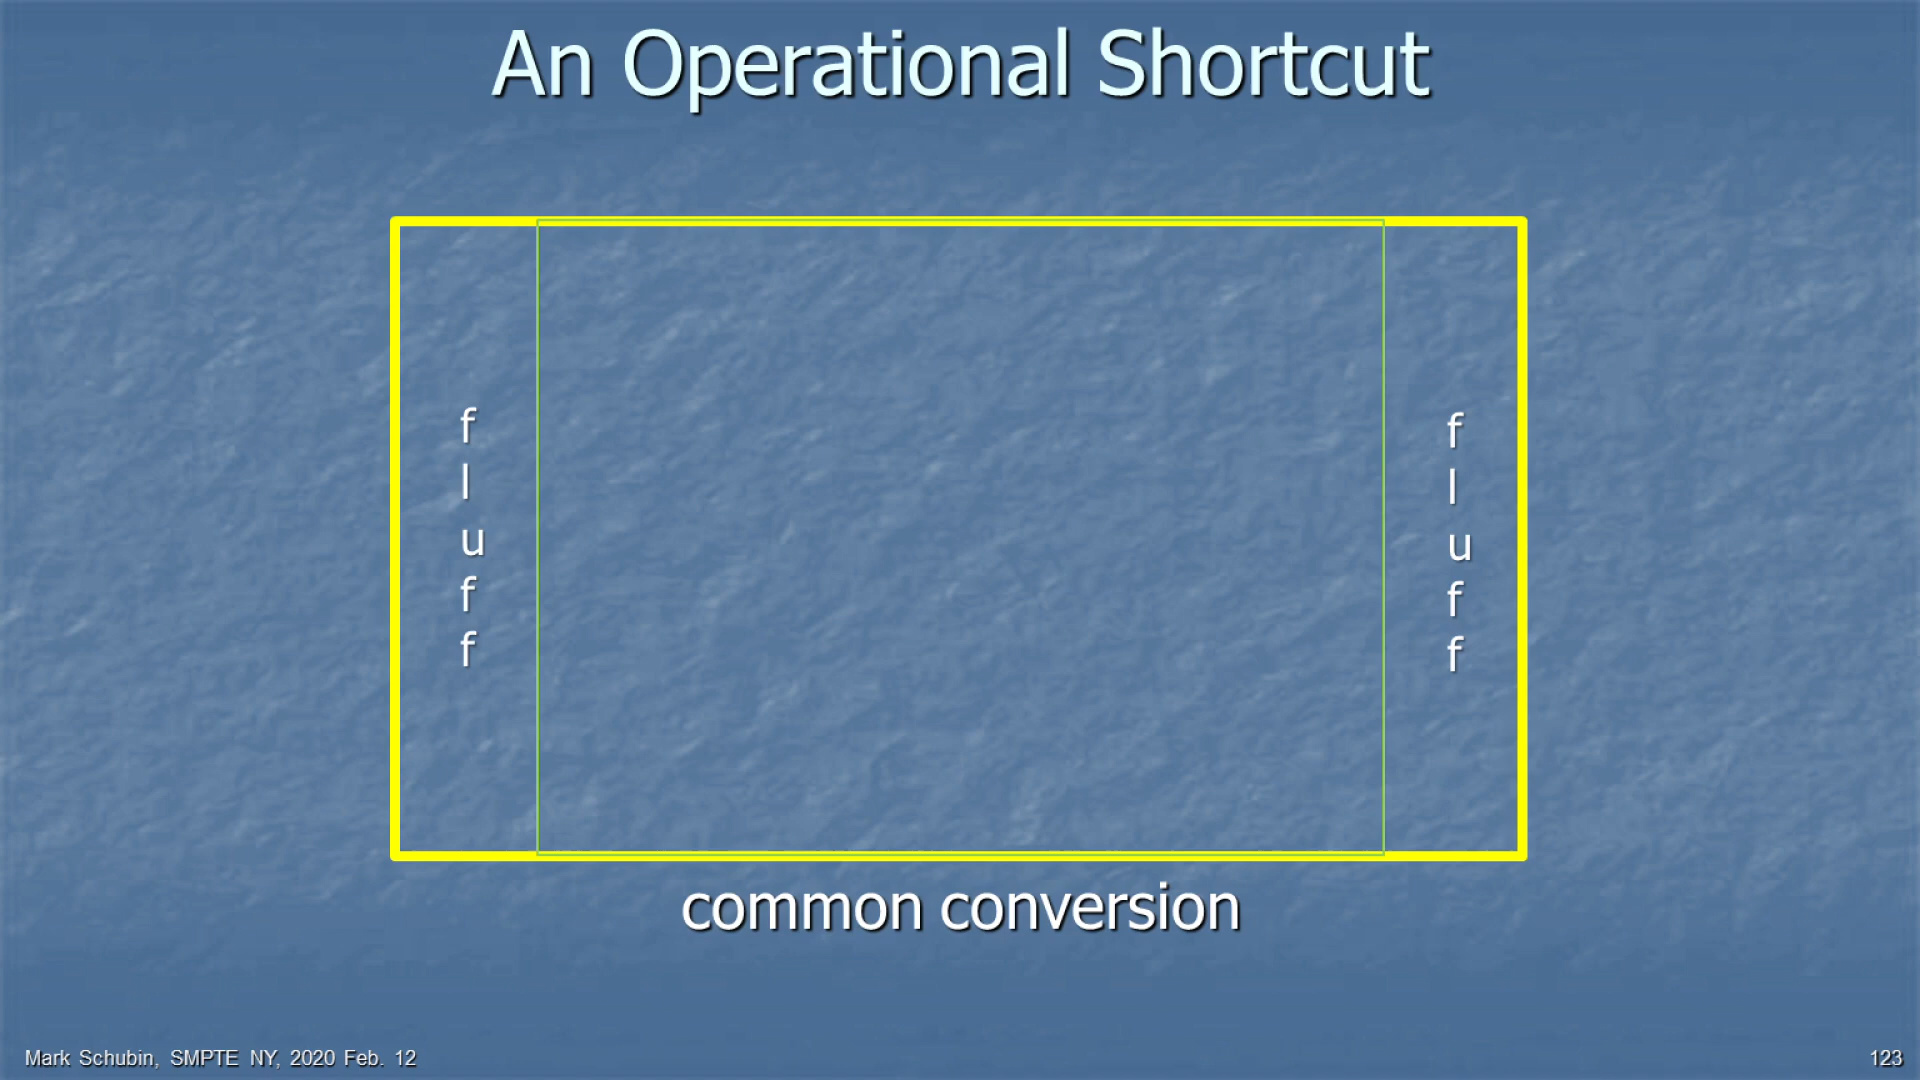 An Operational Shortcut
f
l
u
f
f
f
l
u
f
f
common conversion
Mark Schubin, SMPTE NY, 2020 Feb. 12
123